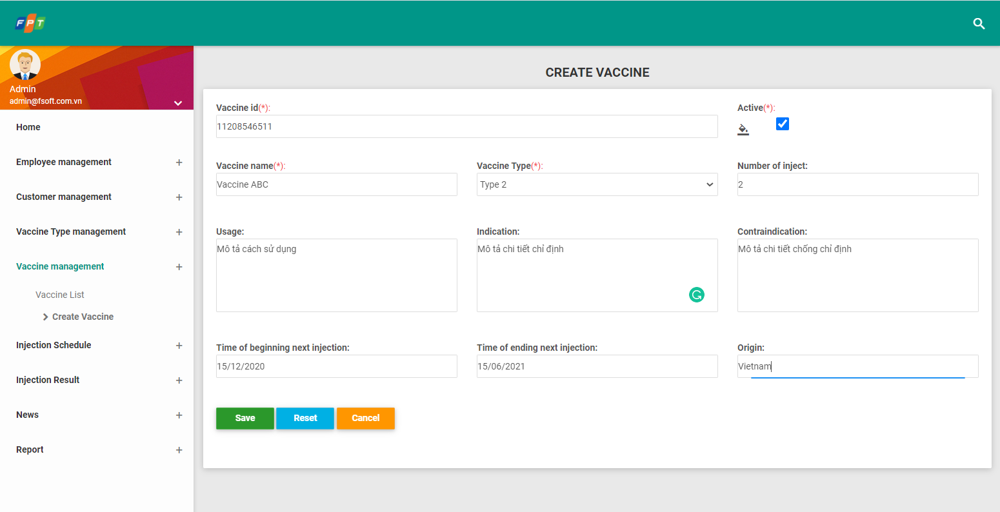 FPT
Admin
admin@fsoft.com.vn
Home
Employee management
Customer management
Vaccine Type management
Vaccine management
Vaccine List
Create Vaccine
Injection Schedule
Injection Result
News
Report
CREATE VACCINE
Vaccine id(*): Active(*):
11208546511
Vaccine name(*): Vaccine Type(*): Number of inject:
Vaccine ABC Type 2 2
Usage: Indication: Contraindication:
Mô tả cách sử dụng Mô tả chi tiết chỉ định Mô tả chi tiết chống chỉ định
Time of beginning next injection: Time of ending next injection: Origin:
15/12/2020 15/06/2021 Vietnam
Save Reset Cancel